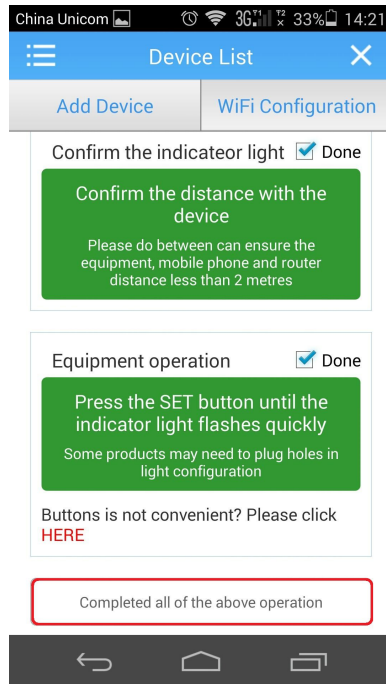 China Unicom 3G T1 T2 33% 14:21
Device List
Add Device WiFi Configuration
Confirm the indicateor light Done
Confirm the distance with the
device
Please do between can ensure the
equipment, mobile phone and router
distance less than 2 metres
Equipment operation Done
Press the SET button until the
indicator light flashes quickly
Some products may need to plug holes in
light configuration
Buttons is not convenient? Please click
HERE
Completed all of the above operation